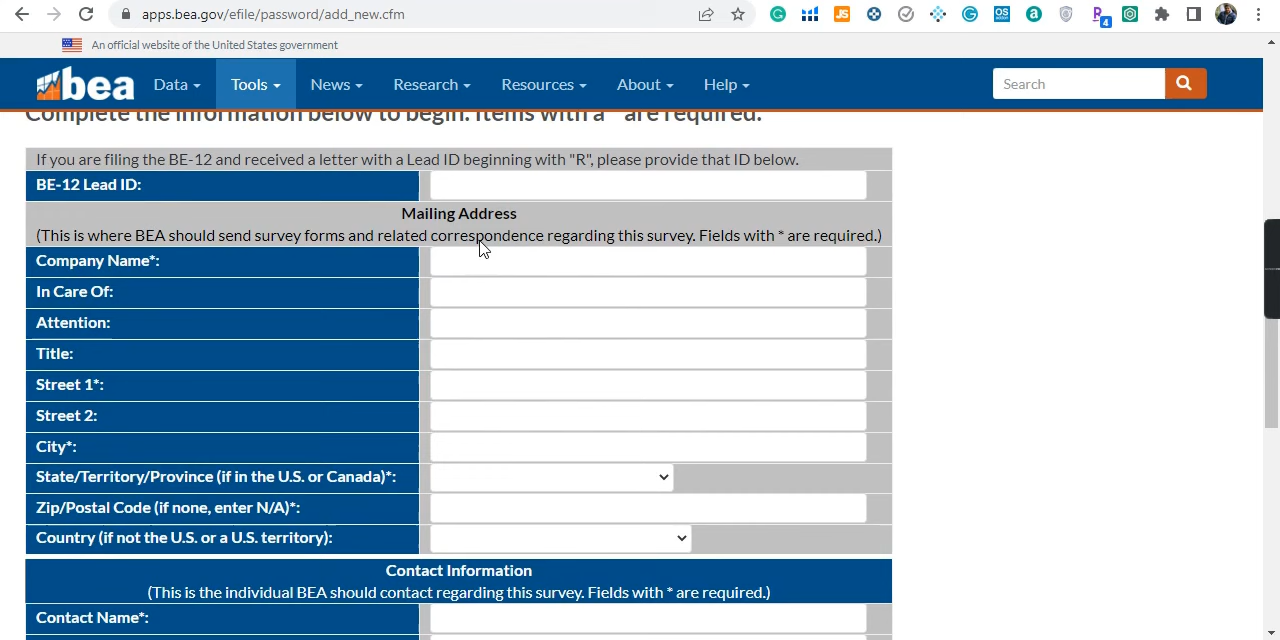 apps.bea.gov/efile/password/add_new.cfm
An official website of the United States government
bea Data Tools News Research Resources About Help Search
Complete the information below to begin. Items with a * are required.
If you are filing the BE-12 and received a letter with a Lead ID beginning with "R", please provide that ID below.
BE-12 Lead ID:
Mailing Address
(This is where BEA should send survey forms and related correspondence regarding this survey. Fields with * are required.)
Company Name*:
In Care Of:
Attention:
Title:
Street 1*:
Street 2:
City*:
State/Territory/Province (if in the U.S. or Canada)*:
Zip/Postal Code (if none, enter N/A)*:
Country (if not the U.S. or a U.S. territory):
Contact Information
(This is the individual BEA should contact regarding this survey. Fields with * are required.)
Contact Name*: